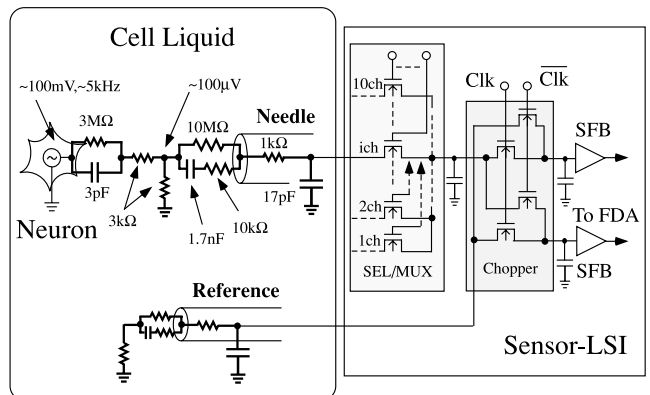 Cell Liquid
~100mV,~5kHz
~100μV
3MΩ
10MΩ
Needle
1kΩ
3pF
3kΩ
17pF
10kΩ
1.7nF
Neuron
Reference
10ch
ich
2ch
1ch
SEL/MUX
Clk
Clk
SFB
To FDA
SFB
Chopper
Sensor-LSI